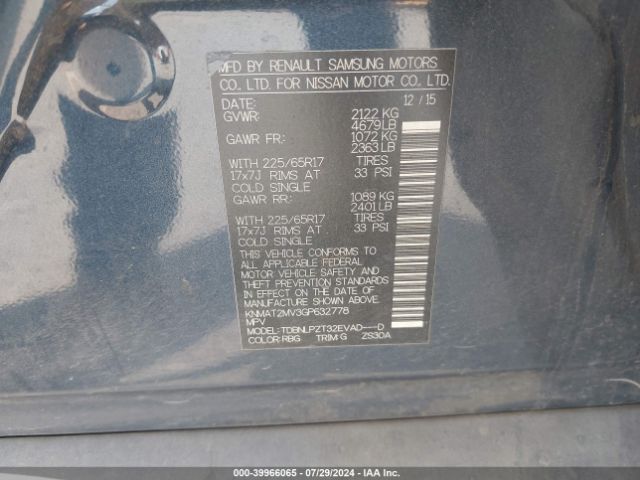 MFD BY RENAULT SAMSUNG MOTORS
CO. LTD. FOR NISSAN MOTOR CO. LTD.
DATE: 12 / 15
GVWR: 2122 KG
4679 LB
GAWR FR: 1072 KG
2363 LB
WITH 225/65R17 TIRES
17x7J RIMS AT 33 PSI
COLD SINGLE
GAWR RR: 1089 KG
2401 LB
WITH 225/65R17 TIRES
17x7J RIMS AT 33 PSI
COLD SINGLE
THIS VEHICLE CONFORMS TO
ALL APPLICABLE FEDERAL
MOTOR VEHICLE SAFETY AND
THEFT PREVENTION STANDARDS
IN EFFECT ON THE DATE OF
MANUFACTURE SHOWN ABOVE.
KNMAT2MV3GP632778
MPV
MODEL: TDBNLPZT32EVAD---D
COLOR: RBG TRIM: G ZS3DA
000-39966065 / 07/29/2024 / IAA Inc.